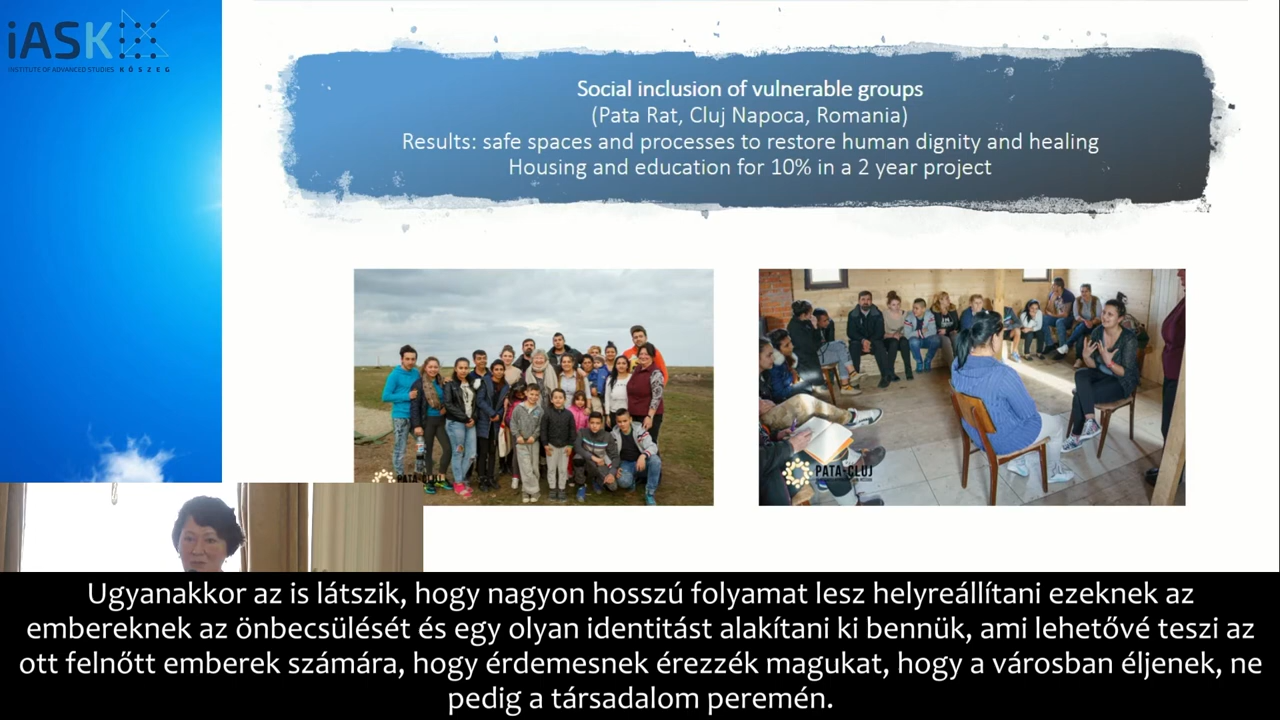 iASK
INSTITUTE OF ADVANCED STUDIES KŐSZEG
Social inclusion of vulnerable groups
(Pata Rat, Cluj Napoca, Romania)
Results: safe spaces and processes to restore human dignity and healing
Housing and education for 10% in a 2 year project
PATA-CLUJ
PATA-CLUJ
Ugyanakkor az is látszik, hogy nagyon hosszú folyamat lesz helyreállítani ezeknek az
embereknek az önbecsülését és egy olyan identitást alakítani ki bennük, ami lehetővé teszi az
ott felnőtt emberek számára, hogy érdemesnek érezzék magukat, hogy a városban éljenek, ne
pedig a társadalom peremén.